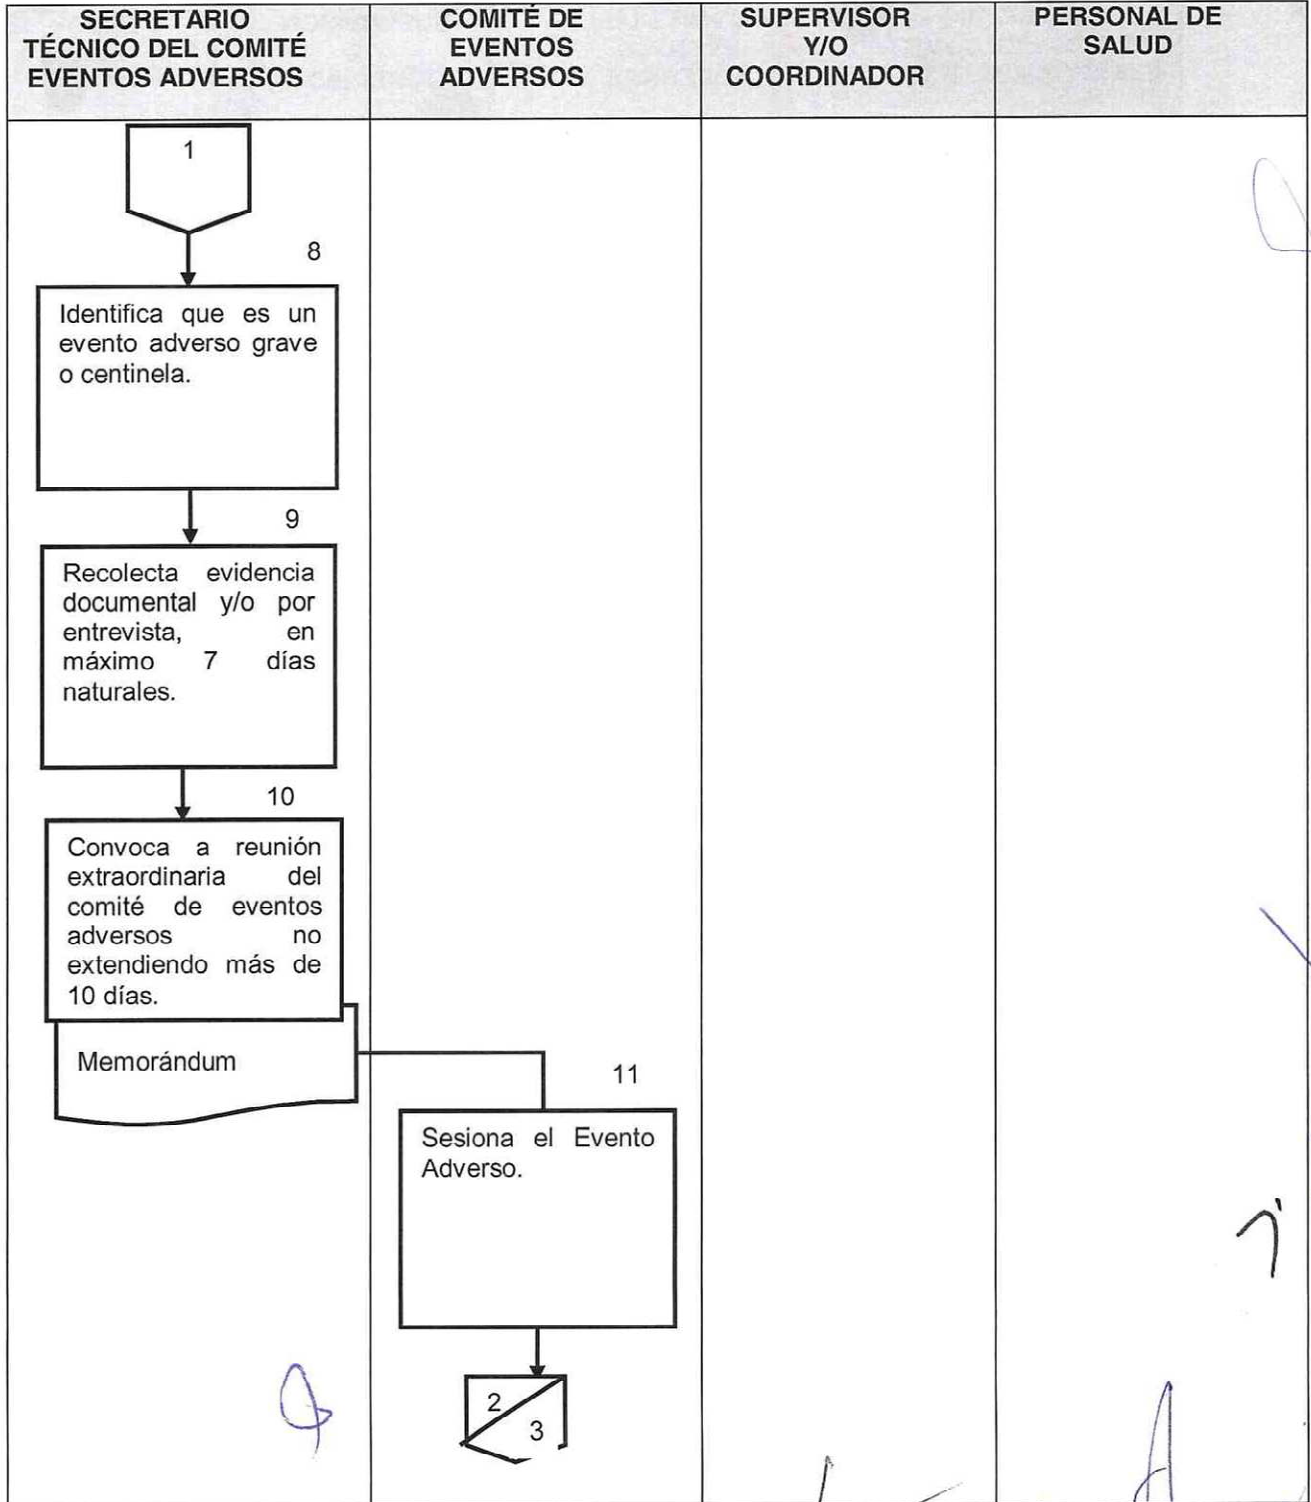 SECRETARIO
TÉCNICO DEL COMITÉ
EVENTOS ADVERSOS
COMITÉ DE
EVENTOS
ADVERSOS
SUPERVISOR
Y/O
COORDINADOR
PERSONAL DE
SALUD
1
8
Identifica que es un
evento adverso grave
o centinela.
9
Recolecta evidencia
documental y/o por
entrevista, en
máximo 7 días
naturales.
10
Convoca a reunión
extraordinaria del
comité de eventos
adversos no
extendiendo más de
10 días.
Memorándum
11
Sesiona el Evento
Adverso.
2
3